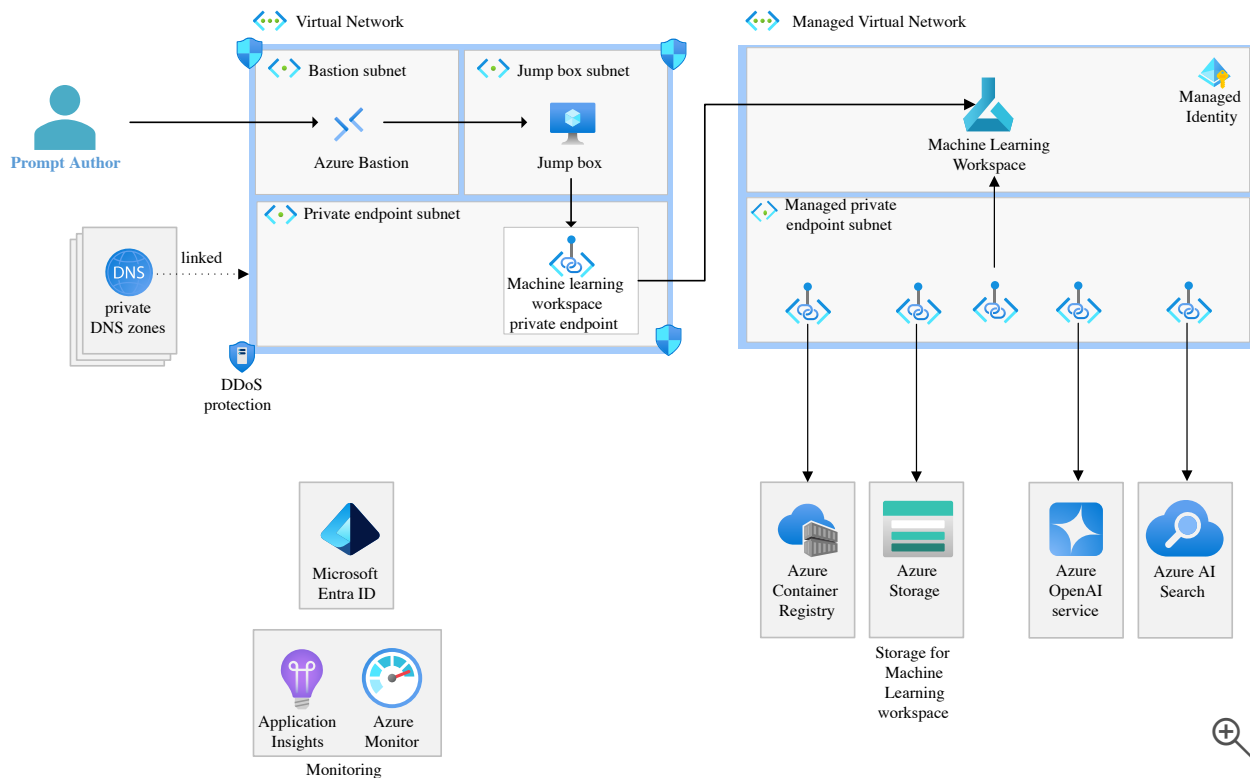 Virtual Network
Managed Virtual Network
Bastion subnet
Jump box subnet
Managed
Identity
Prompt Author
Azure Bastion
Jump box
Machine Learning
Workspace
Private endpoint subnet
Managed private
endpoint subnet
linked
DNS
private
DNS zones
Machine learning
workspace
private endpoint
DDoS
protection
Microsoft
Entra ID
Azure
Container
Registry
Azure
Storage
Azure
OpenAI
service
Azure AI
Search
Storage for
Machine
Learning
workspace
Application
Insights
Azure
Monitor
Monitoring